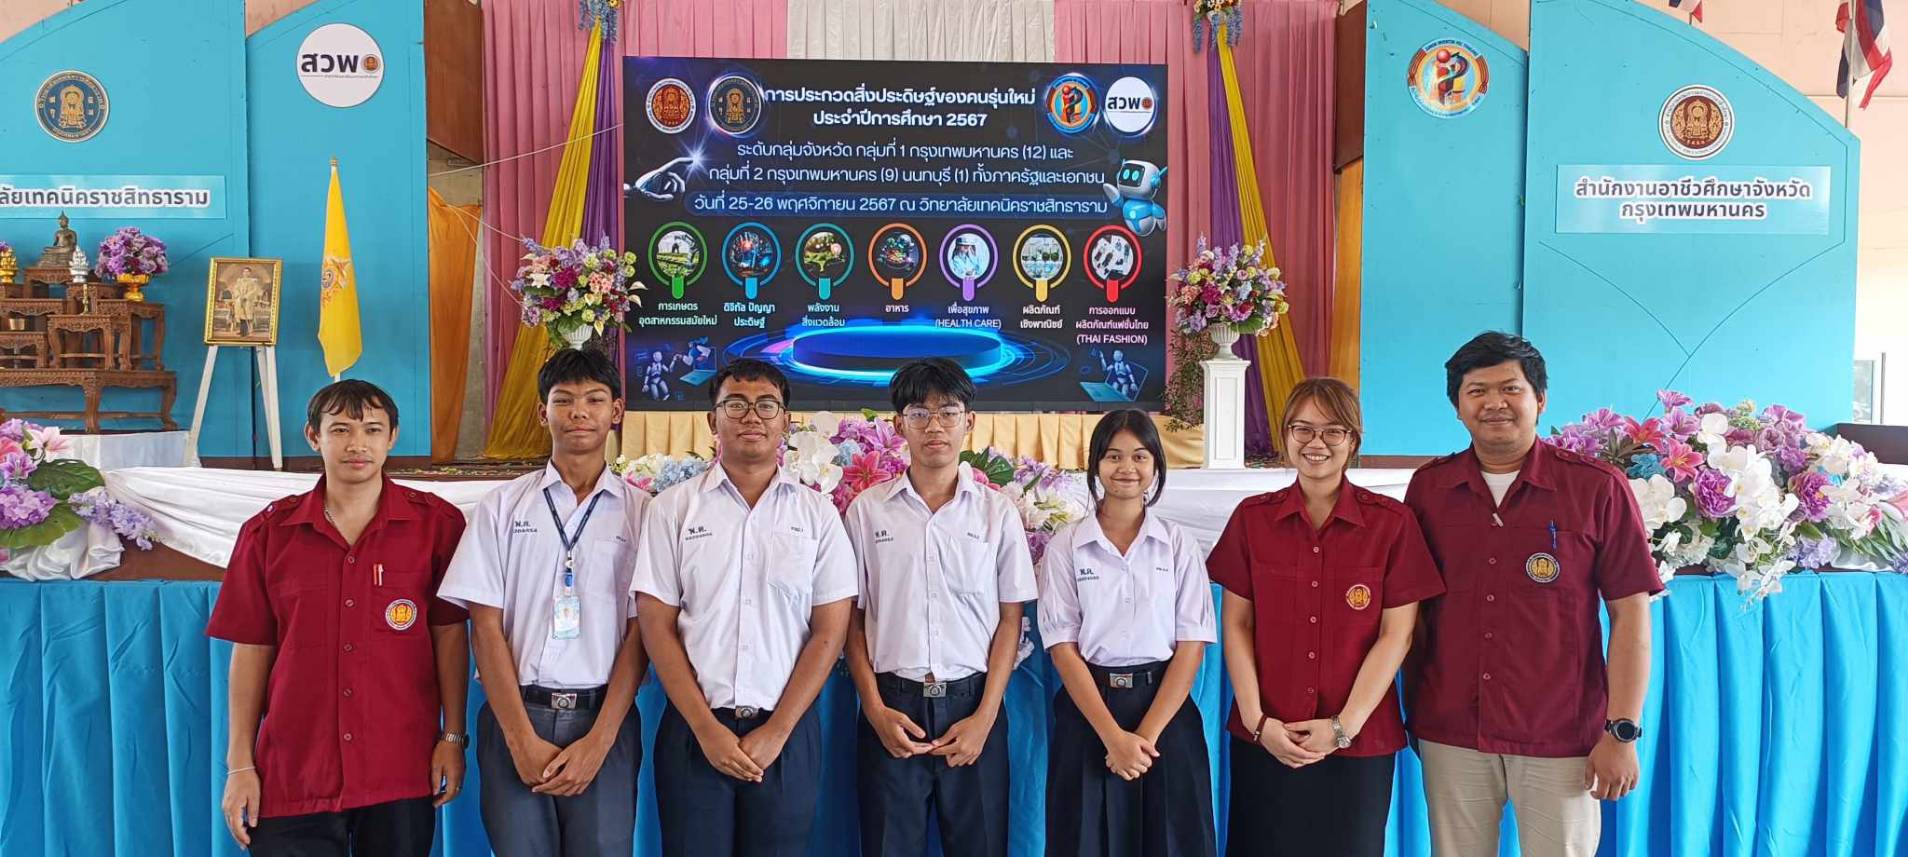 สวพ
ลัยเทคนิคราชสิทธาราม
การประกวดสิ่งประดิษฐ์ของคนรุ่นใหม่
ประจำปีการศึกษา 2567
สวพ
ระดับกลุ่มจังหวัด กลุ่มที่ 1 กรุงเทพมหานคร (12) และ
กลุ่มที่ 2 กรุงเทพมหานคร (9) นนทบุรี (1) ทั้งภาครัฐและเอกชน
วันที่ 25-26 พฤศจิกายน 2567 ณ วิทยาลัยเทคนิคราชสิทธาราม
การเกษตร
อุตสาหกรรมสมัยใหม่
ดิจิทัล ปัญญา
ประดิษฐ์
พลังงาน
สิ่งแวดล้อม
อาหาร
เพื่อสุขภาพ
(HEALTH CARE)
ผลิตภัณฑ์
เชิงพาณิชย์
การออกแบบ
ผลิตภัณฑ์แฟชั่นไทย
(THAI FASHION)
สำนักงานอาชีวศึกษาจังหวัด
กรุงเทพมหานคร
พ.ค.
พ.ค.
พ.ค.
พ.ค.